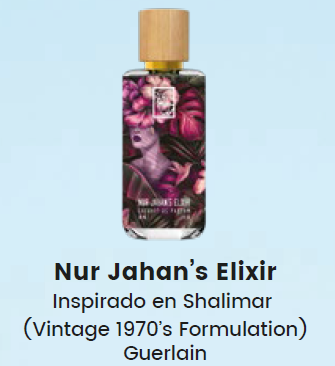 NUR JAHAN'S ELIXIR
EXTRAIT DE PARFUM
Nur Jahan's Elixir
Inspirado en Shalimar
(Vintage 1970's Formulation)
Guerlain